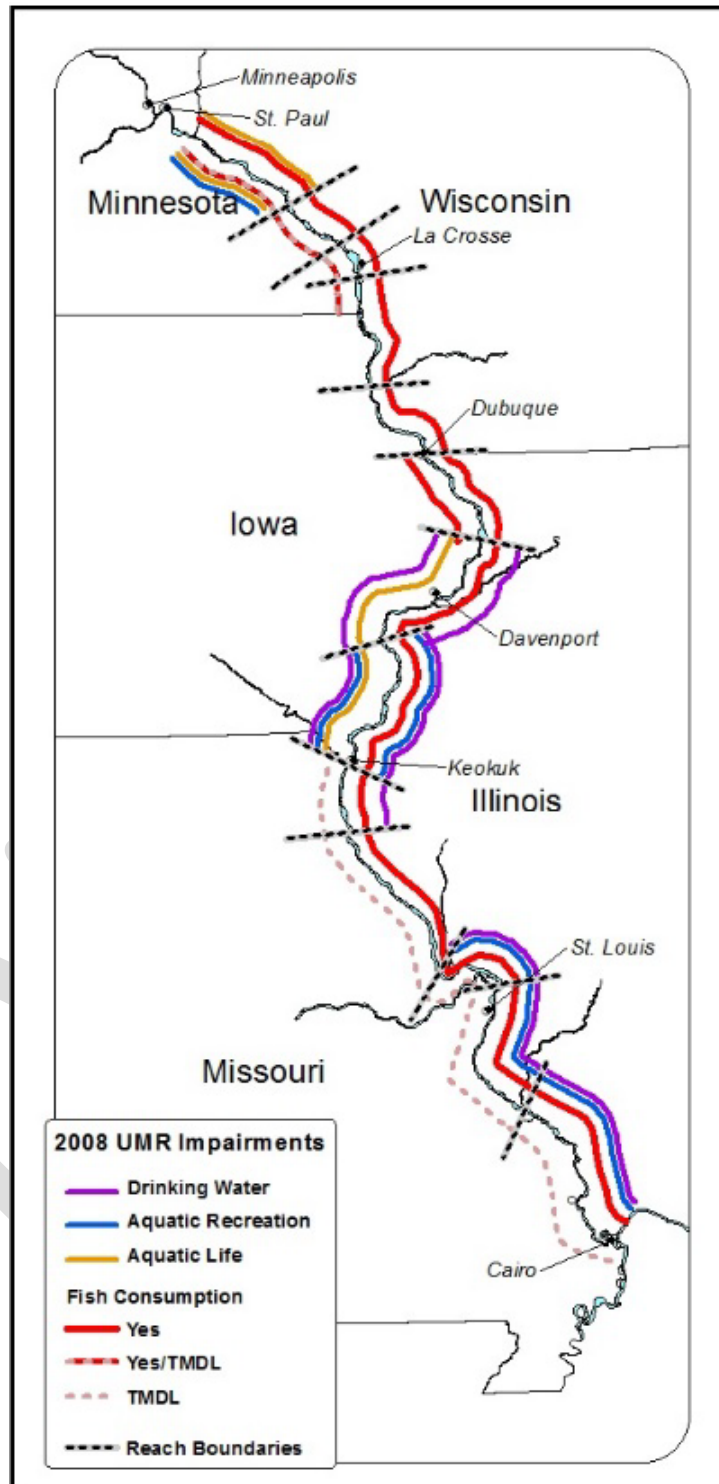 Minneapolis
St. Paul
Minnesota
Wisconsin
La Crosse
Dubuque
Iowa
Davenport
Keokuk
Illinois
St. Louis
Missouri
Cairo
2008 UMR Impairments
Drinking Water
Aquatic Recreation
Aquatic Life
Fish Consumption
Yes
Yes/TMDL
TMDL
Reach Boundaries